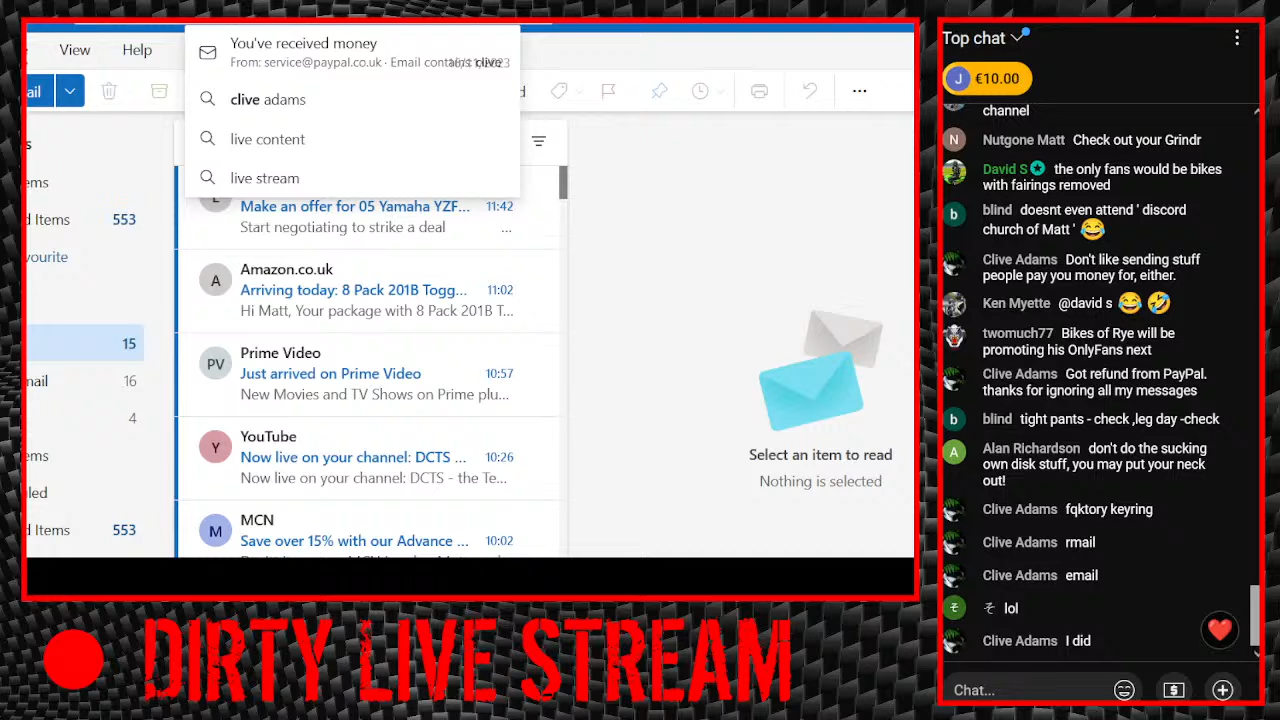 View
Help
You've received money
From: service@paypal.co.uk · Email contains clive
clive adams
live content
live stream
ail
553
15
16
4
553
ems
d Items
vourite
nail
ems
led
d Items
Make an offer for 05 Yamaha YZF... 11:42
Start negotiating to strike a deal ...
A
Amazon.co.uk
Arriving today: 8 Pack 201B Togg... 11:02
Hi Matt, Your package with 8 Pack 201B T...
PV
Prime Video
Just arrived on Prime Video 10:57
New Movies and TV Shows on Prime plu...
Y
YouTube
Now live on your channel: DCTS ... 10:26
Now live on your channel: DCTS - the Te...
M
MCN
Save over 15% with our Advance ... 10:02
Select an item to read
Nothing is selected
DIRTY LIVE STREAM
Top chat
J €10.00
channel
N Nutgone Matt Check out your Grindr
David S the only fans would be bikes
with fairings removed
b blind doesnt even attend ' discord
church of Matt ' 😂
Clive Adams Don't like sending stuff
people pay you money for, either.
Ken Myette @david s 😂 🤣
twomuch77 Bikes of Rye will be
promoting his OnlyFans next
Clive Adams Got refund from PayPal.
thanks for ignoring all my messages
b blind tight pants - check ,leg day -check
A Alan Richardson don't do the sucking
own disk stuff, you may put your neck
out!
Clive Adams fqktory keyring
Clive Adams rmail
Clive Adams email
そ そ lol
Clive Adams I did
Chat...